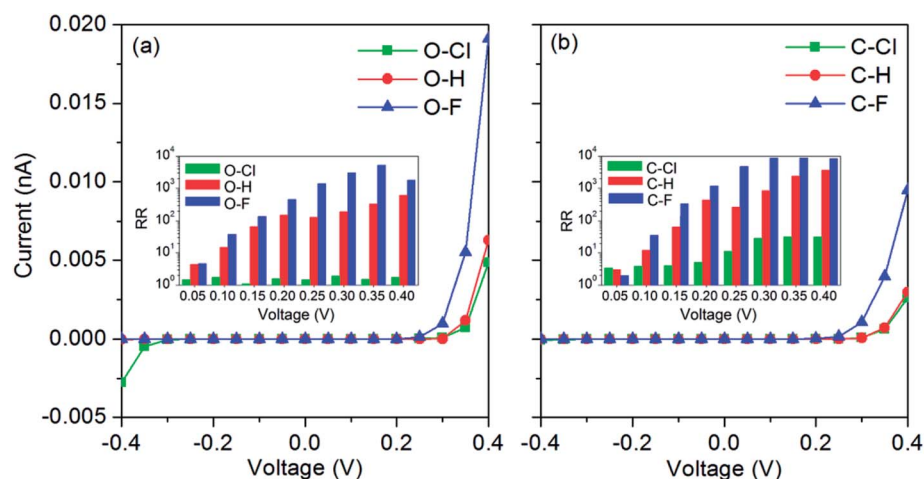 (a)
O-Cl
O-H
O-F
0.020
0.015
0.010
0.005
0.000
-0.005
Current (nA)
-0.4 -0.2 0.0 0.2 0.4
Voltage (V)
O-Cl
O-H
O-F
10⁴
10³
10²
10¹
10⁰
RR
0.05 0.10 0.15 0.20 0.25 0.30 0.35 0.40
Voltage (V)
(b)
C-Cl
C-H
C-F
-0.4 -0.2 0.0 0.2 0.4
Voltage (V)
C-Cl
C-H
C-F
10⁴
10³
10²
10¹
10⁰
RR
0.05 0.10 0.15 0.20 0.25 0.30 0.35 0.40
Voltage (V)